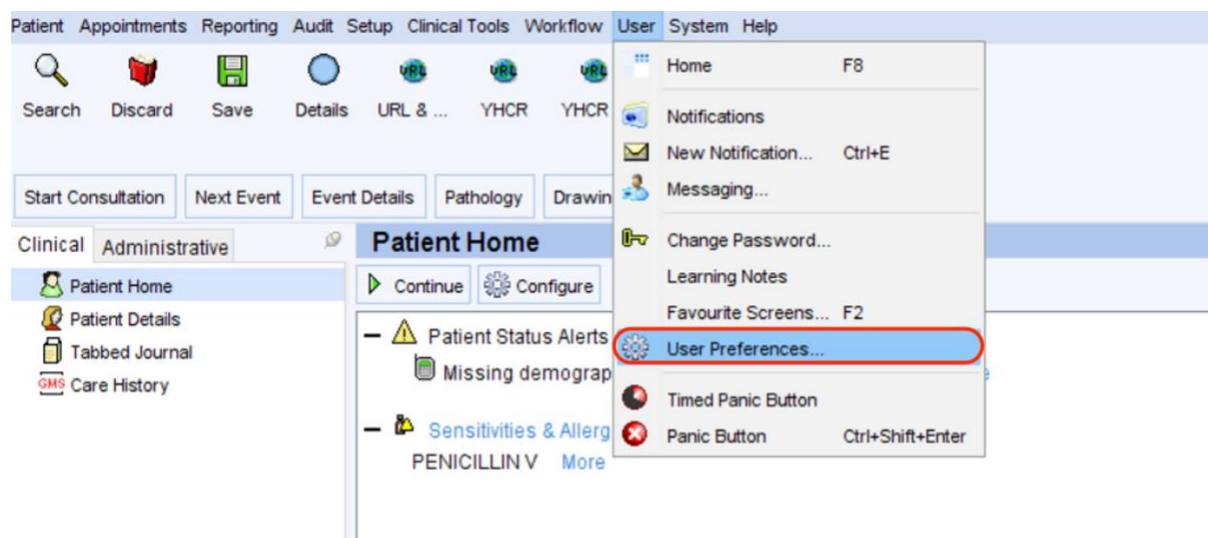 Patient Appointments Reporting Audit Setup Clinical Tools Workflow User System Help
Search Discard Save Details URL & ... YHCR YHCR
Start Consultation Next Event Event Details Pathology Drawin
Home F8
Notifications
New Notification... Ctrl+E
Messaging...
Change Password...
Learning Notes
Favourite Screens... F2
User Preferences...
Timed Panic Button
Panic Button Ctrl+Shift+Enter
Clinical Administrative
Patient Home
Patient Details
Tabbed Journal
GMS Care History
Patient Home
Continue Configure
Patient Status Alerts
Missing demograp
Sensitivities & Allerg
PENICILLIN V More